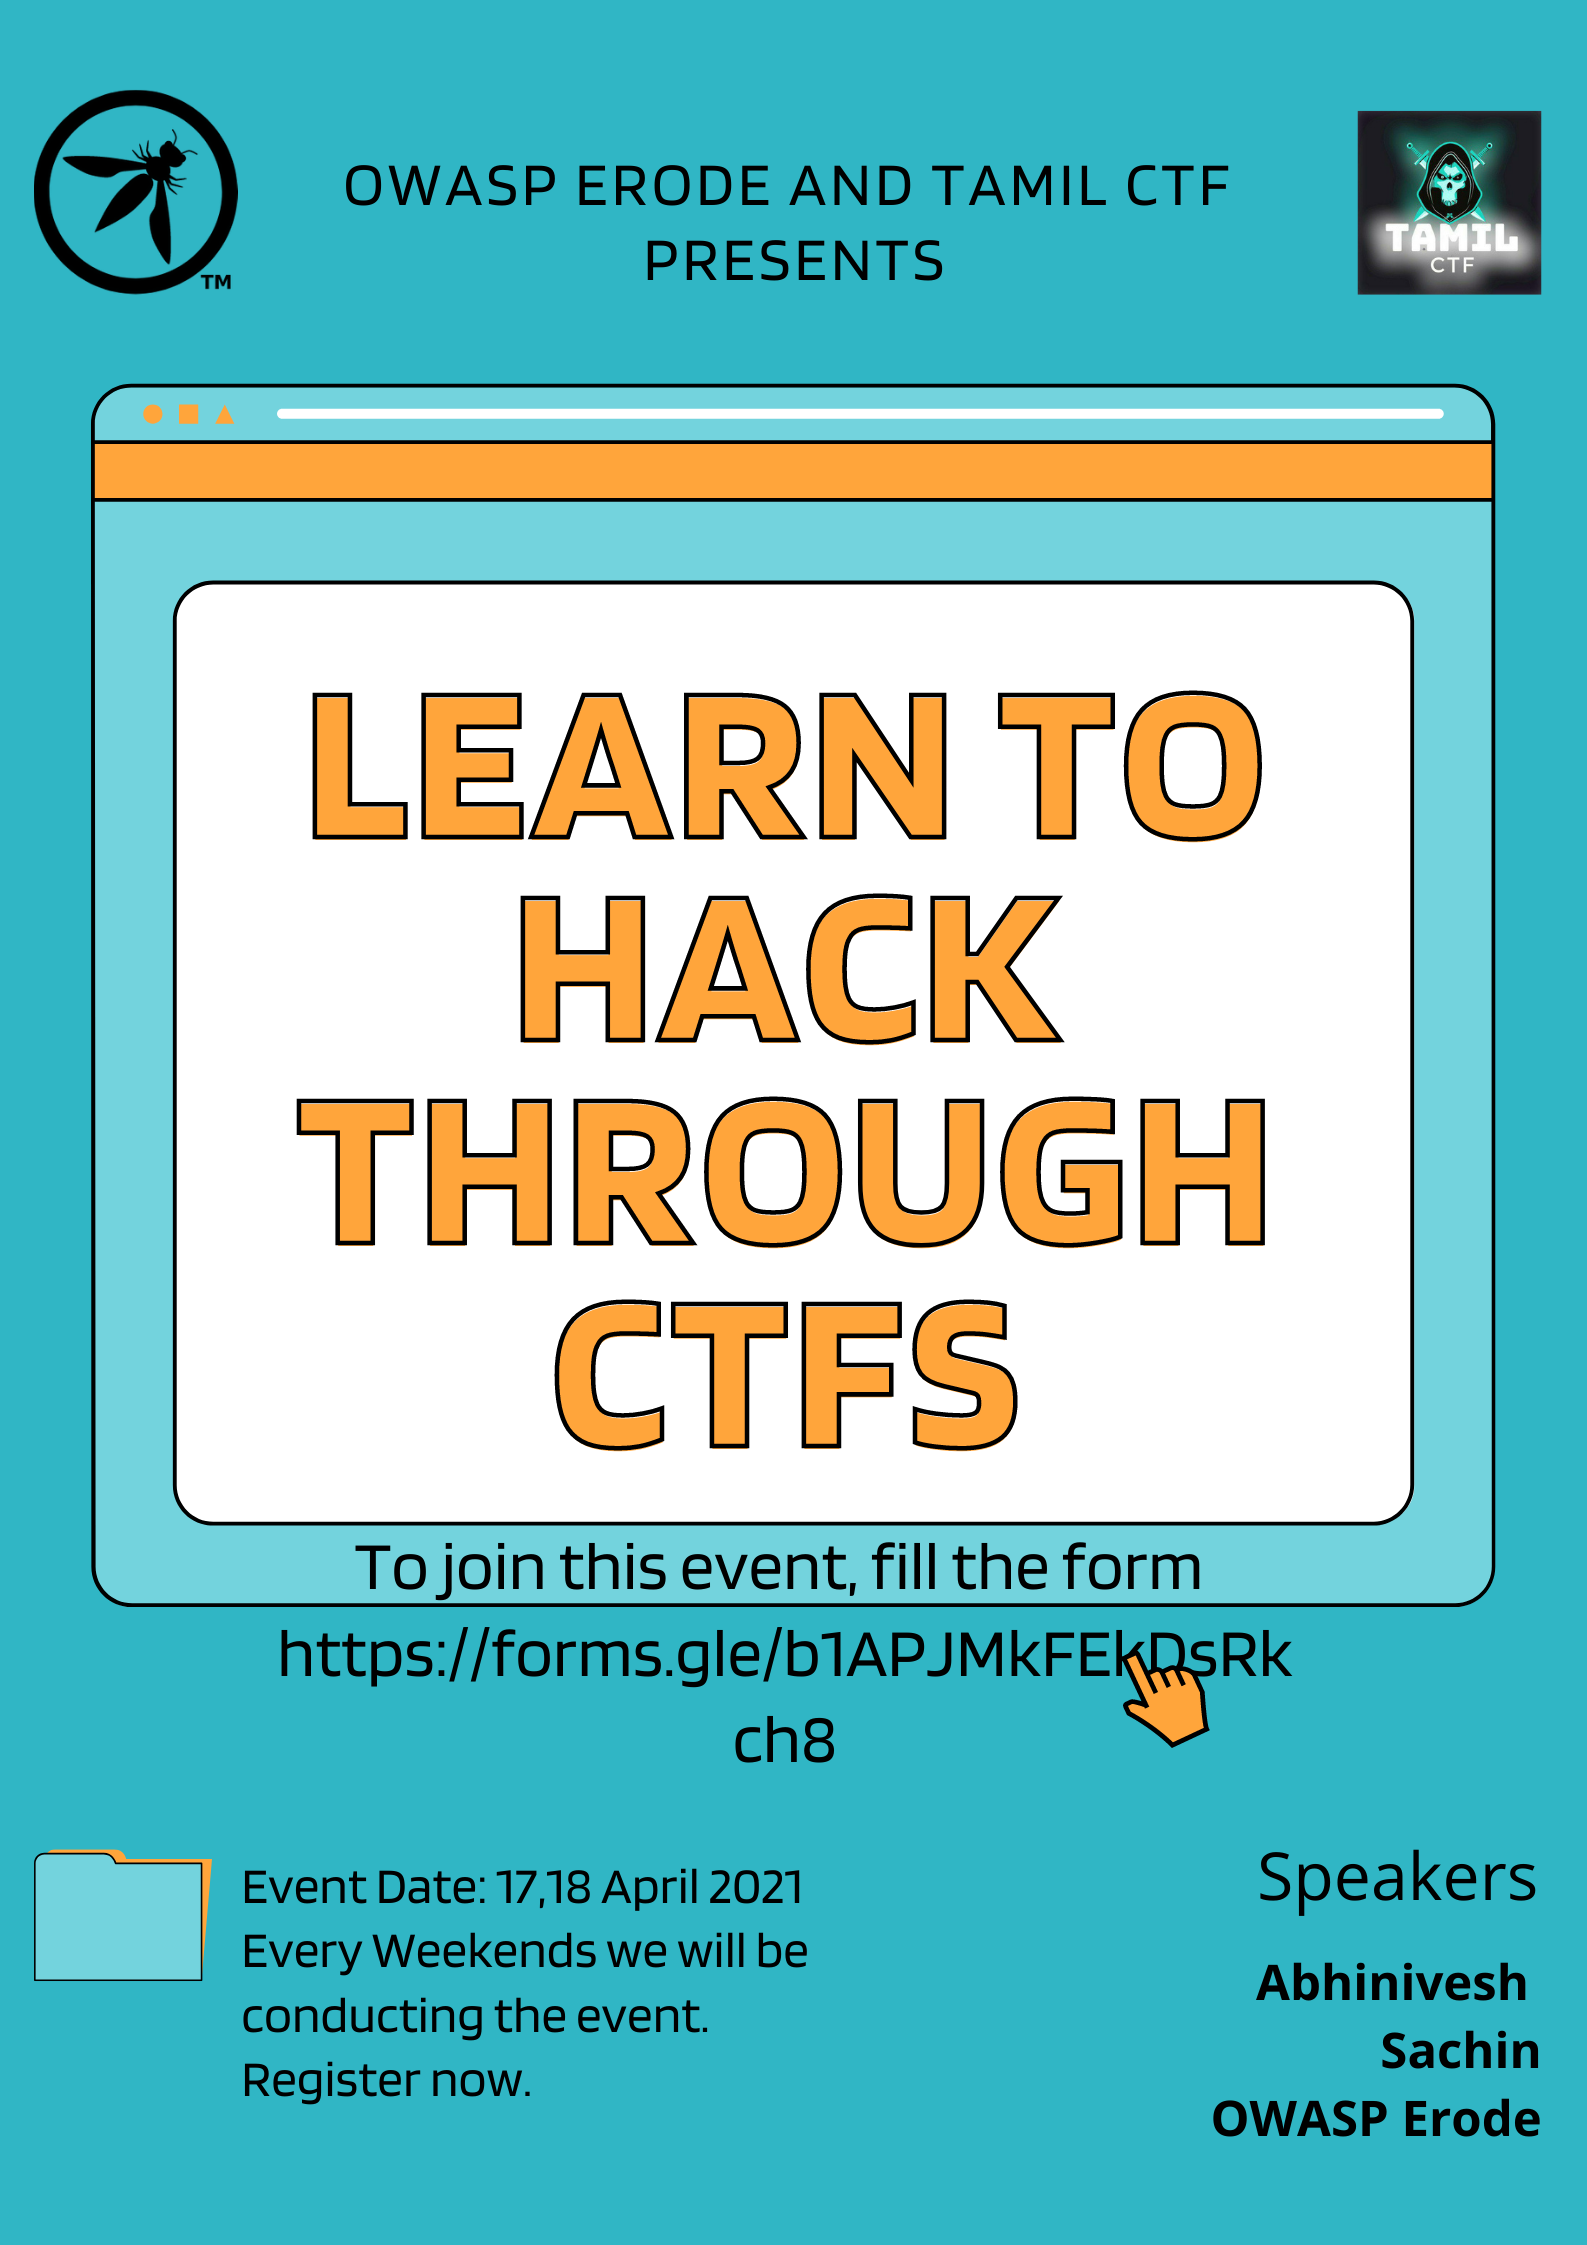 OWASP ERODE AND TAMIL CTF
PRESENTS
TM
TAMIL
CTF
LEARN TO
HACK
THROUGH
CTFS
To join this event, fill the form
https://forms.gle/b1APJMkFEkDsRk
ch8
Event Date: 17,18 April 2021
Every Weekends we will be
conducting the event.
Register now.
Speakers
Abhinivesh
Sachin
OWASP Erode